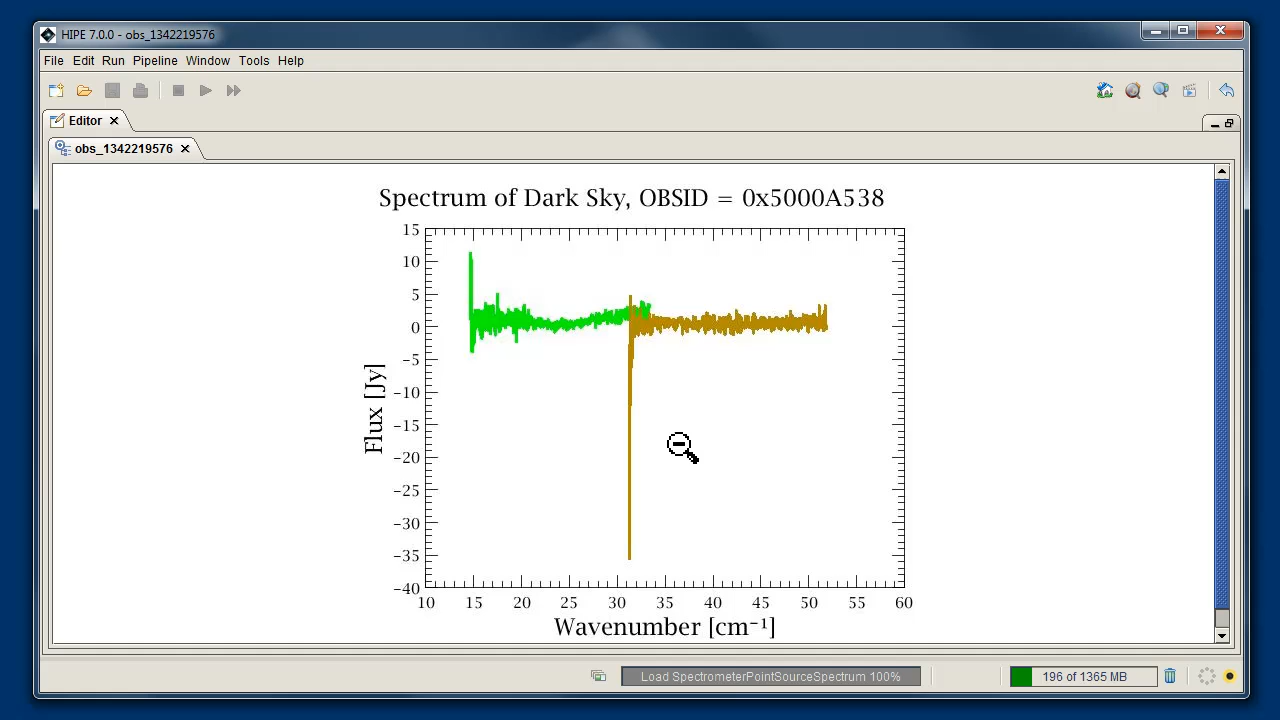 HIPE 7.0.0 - obs_1342219576
File Edit Run Pipeline Window Tools Help
Editor
obs_1342219576
Spectrum of Dark Sky, OBSID = 0x5000A538
15
10
5
0
−5
−10
−15
−20
−25
−30
−35
−40
Flux [Jy]
10 15 20 25 30 35 40 45 50 55 60
Wavenumber [cm⁻¹]
Load SpectrometerPointSourceSpectrum 100%
196 of 1365 MB